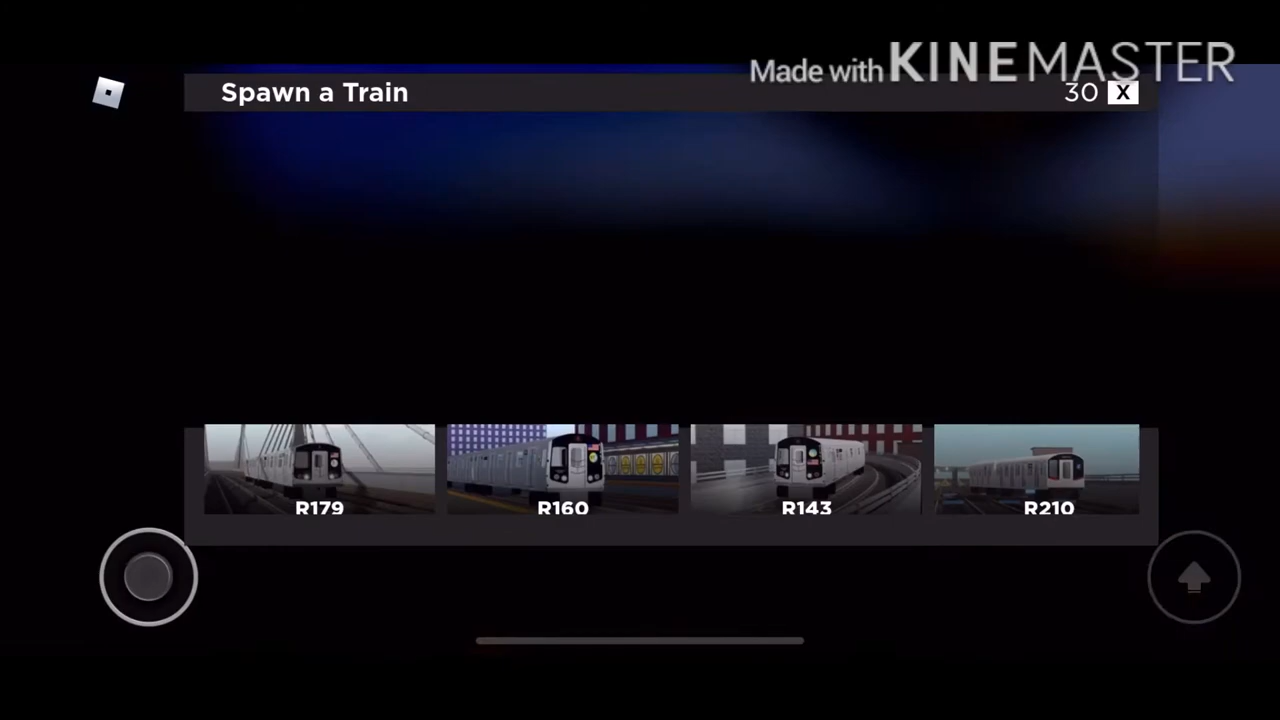 Made with KINEMASTER
Spawn a Train
30 X
R179
R160
R143
R210